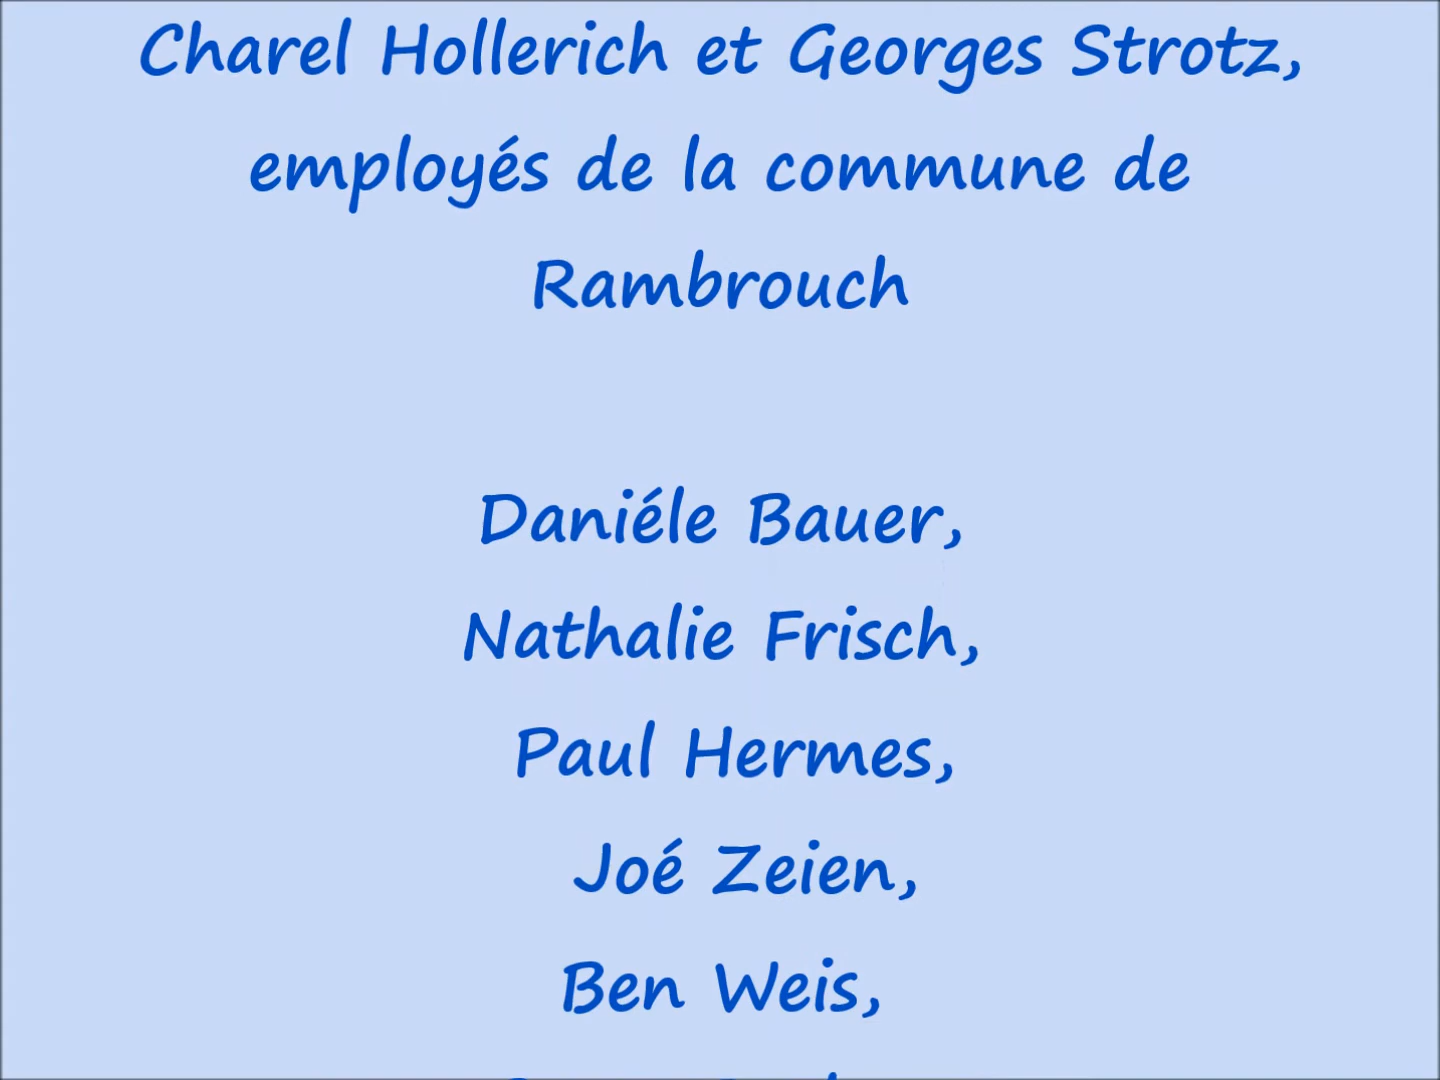 Charel Hollerich et Georges Strotz,
employés de la commune de
Rambrouch
Daniéle Bauer,
Nathalie Frisch,
Paul Hermes,
Joé Zeien,
Ben Weis,